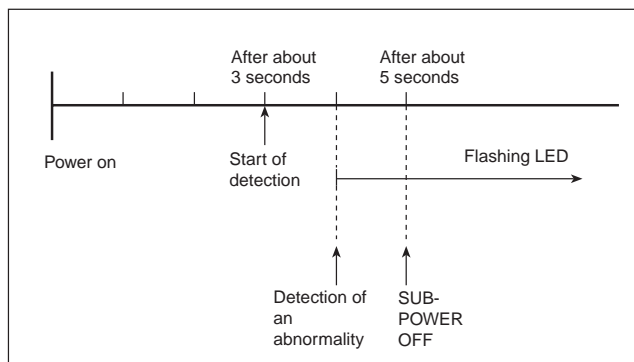 After about
3 seconds
After about
5 seconds
Power on
Start of
detection
Flashing LED
Detection of
an
abnormality
SUB-
POWER
OFF